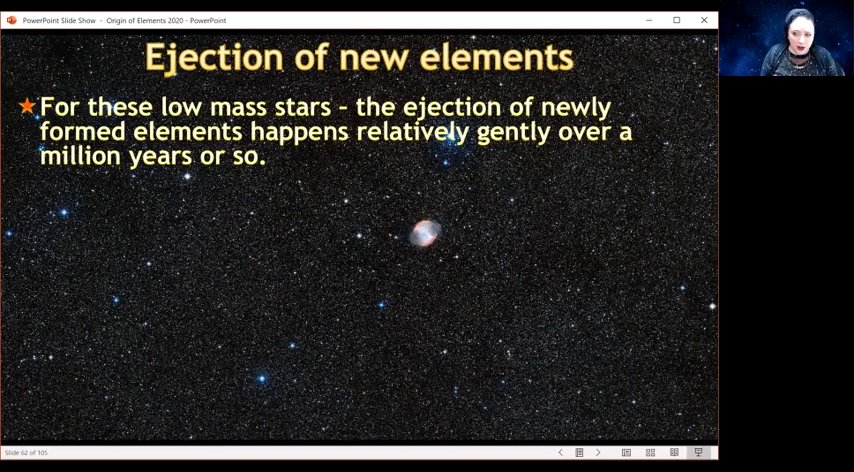 PowerPoint Slide Show - Origin of Elements 2020 - PowerPoint
Ejection of new elements
For these low mass stars – the ejection of newly
formed elements happens relatively gently over a
million years or so.
Slide 62 of 105